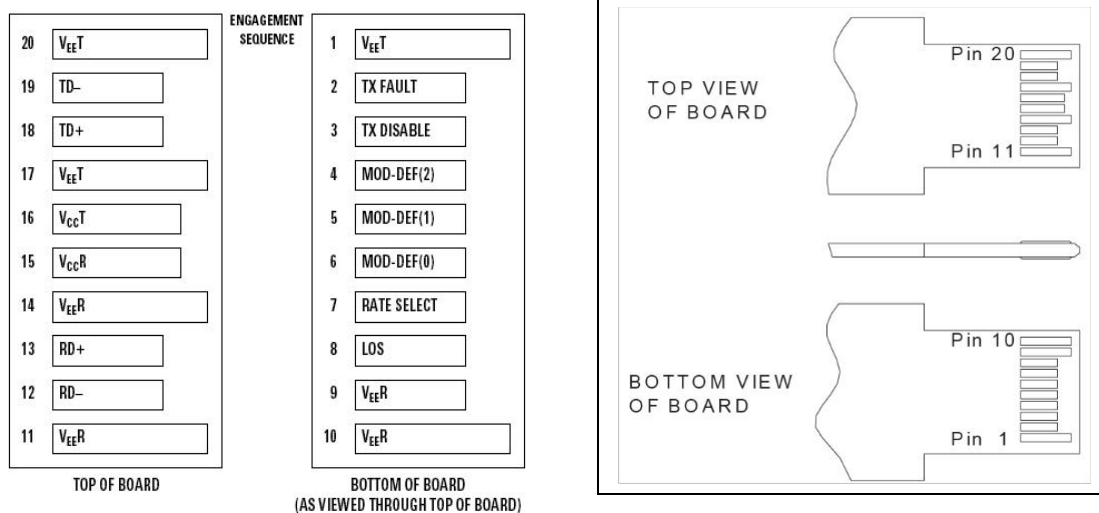 ENGAGEMENT
SEQUENCE
20 VEET
19 TD–
18 TD+
17 VEET
16 VCCT
15 VCCR
14 VEER
13 RD+
12 RD–
11 VEER
TOP OF BOARD
1 VEET
2 TX FAULT
3 TX DISABLE
4 MOD-DEF(2)
5 MOD-DEF(1)
6 MOD-DEF(0)
7 RATE SELECT
8 LOS
9 VEER
10 VEER
BOTTOM OF BOARD
(AS VIEWED THROUGH TOP OF BOARD)
TOP VIEW
OF BOARD
Pin 20
Pin 11
BOTTOM VIEW
OF BOARD
Pin 10
Pin 1